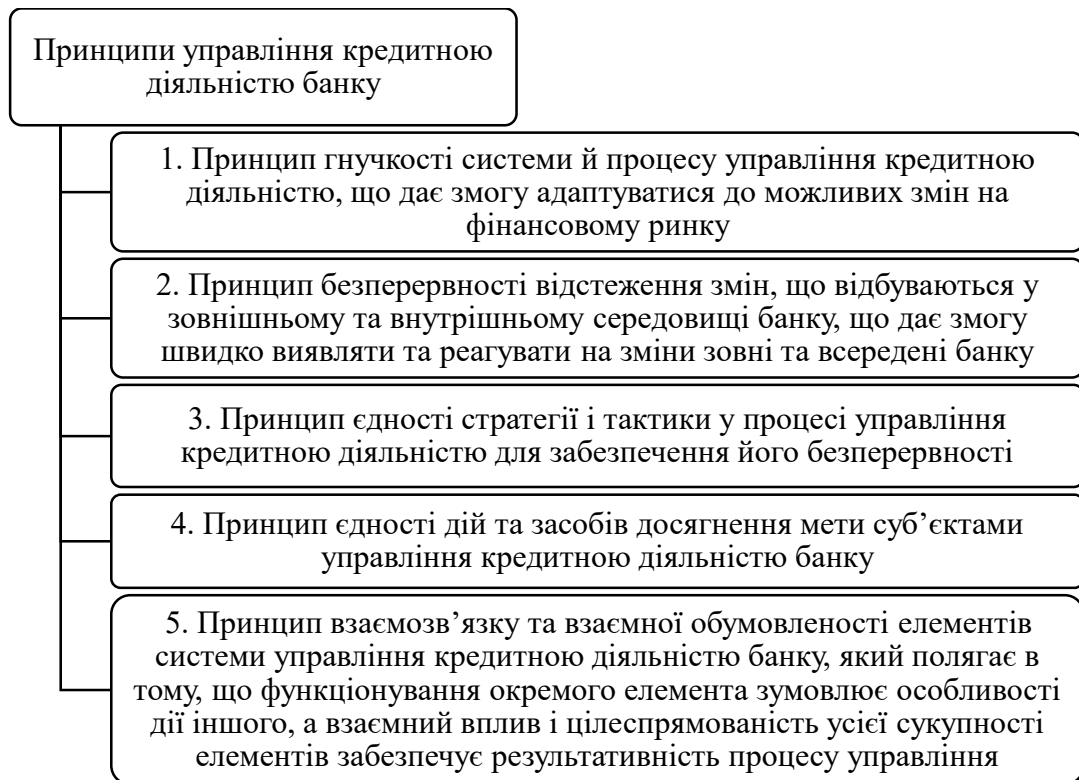 Принципи управління кредитною
діяльністю банку
1. Принцип гнучкості системи й процесу управління кредитною
діяльністю, що дає змогу адаптуватися до можливих змін на
фінансовому ринку
2. Принцип безперервності відстеження змін, що відбуваються у
зовнішньому та внутрішньому середовищі банку, що дає змогу
швидко виявляти та реагувати на зміни зовні та всередені банку
3. Принцип єдності стратегії і тактики у процесі управління
кредитною діяльністю для забезпечення його безперервності
4. Принцип єдності дій та засобів досягнення мети суб’єктами
управління кредитною діяльністю банку
5. Принцип взаємозв’язку та взаємної обумовленості елементів
системи управління кредитною діяльністю банку, який полягає в
тому, що функціонування окремого елемента зумовлює особливості
дії іншого, а взаємний вплив і цілеспрямованість усієї сукупності
елементів забезпечує результативність процесу управління